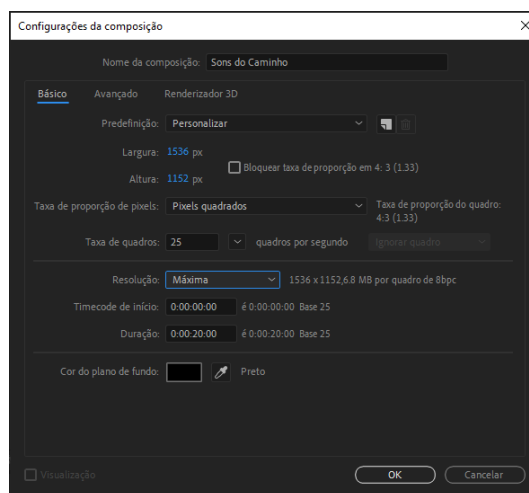 Configurações da composição
Nome da composição: Sons do Caminho
Básico Avançado Renderizador 3D
Predefinição: Personalizar
Largura: 1536 px
Bloquear taxa de proporção em 4: 3 (1.33)
Altura: 1152 px
Taxa de proporção de pixels: Pixels quadrados Taxa de proporção do quadro:
4:3 (1.33)
Taxa de quadros: 25 quadros por segundo Ignorar quadro
Resolução: Máxima 1536 x 1152,6.8 MB por quadro de 8bpc
Timecode de início: 0:00:00:00 é 0:00:00:00 Base 25
Duração: 0:00:20:00 é 0:00:20:00 Base 25
Cor do plano de fundo: Preto
Visualização OK Cancelar